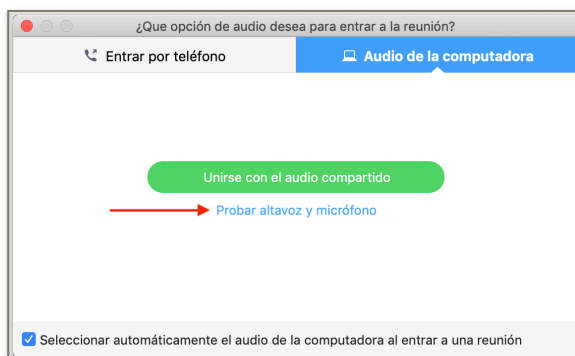 ¿Que opción de audio desea para entrar a la reunión?
Entrar por teléfono
Audio de la computadora
Unirse con el audio compartido
Probar altavoz y micrófono
Seleccionar automáticamente el audio de la computadora al entrar a una reunión